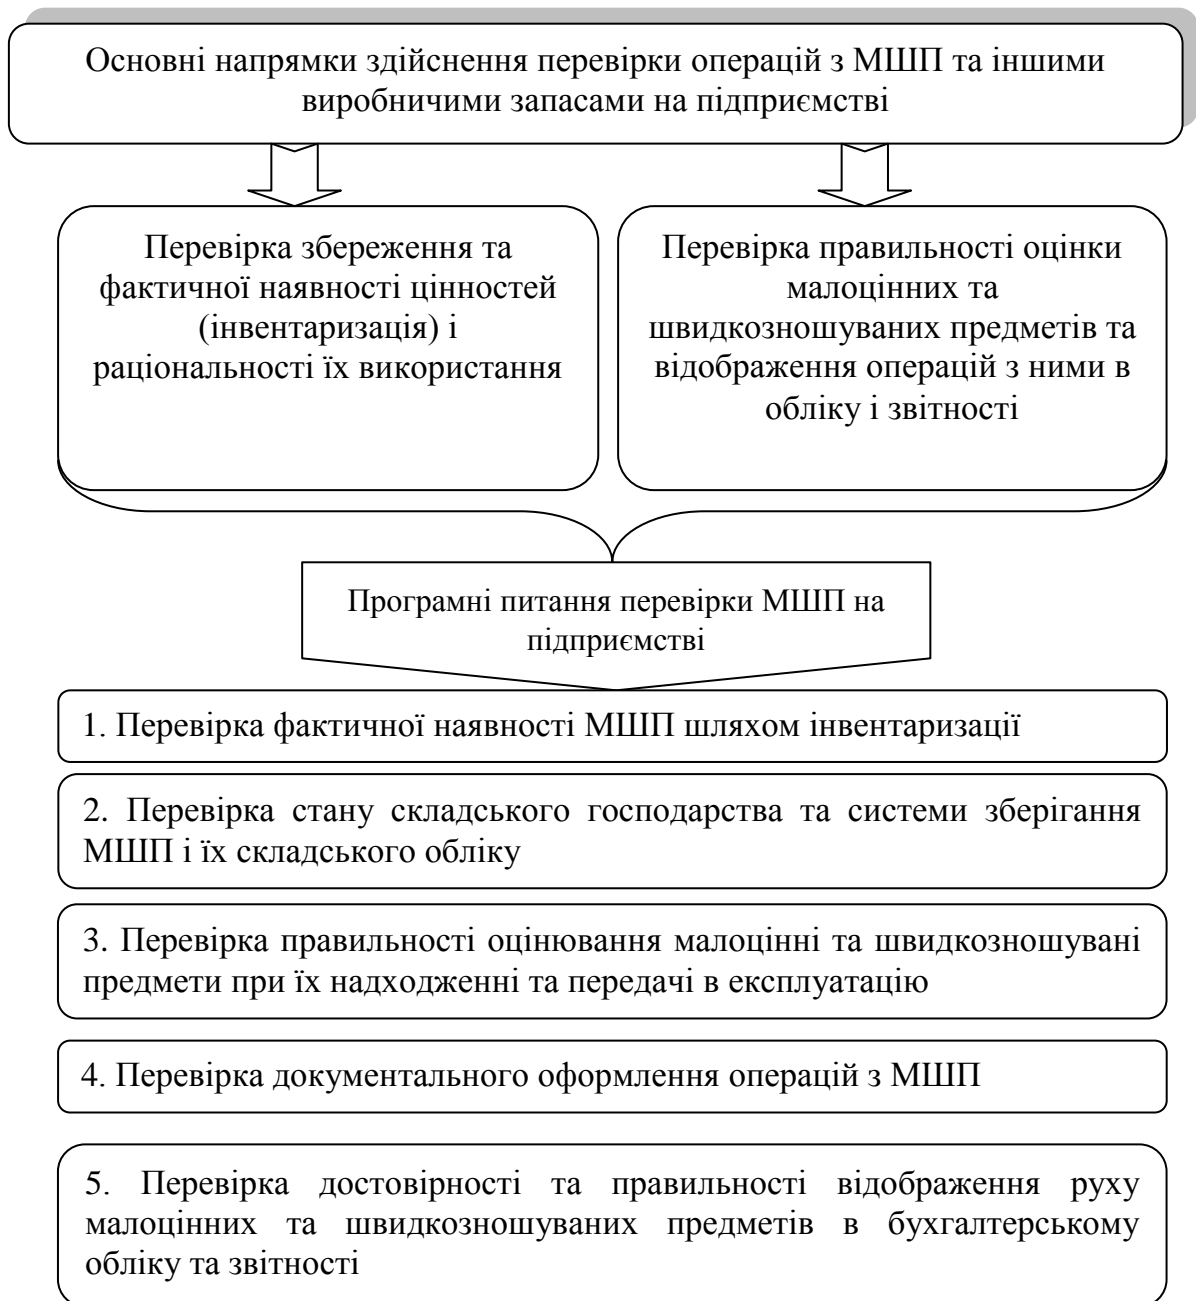 Основні напрямки здійснення перевірки операцій з МШП та іншими
виробничими запасами на підприємстві
Перевірка збереження та
фактичної наявності цінностей
(інвентаризація) і
раціональності їх використання
Перевірка правильності оцінки
малоцінних та
швидкозношуваних предметів та
відображення операцій з ними в
обліку і звітності
Програмні питання перевірки МШП на
підприємстві
1. Перевірка фактичної наявності МШП шляхом інвентаризації
2. Перевірка стану складського господарства та системи зберігання
МШП і їх складського обліку
3. Перевірка правильності оцінювання малоцінні та швидкозношувані
предмети при їх надходженні та передачі в експлуатацію
4. Перевірка документального оформлення операцій з МШП
5. Перевірка достовірності та правильності відображення руху
малоцінних та швидкозношуваних предметів в бухгалтерському
обліку та звітності